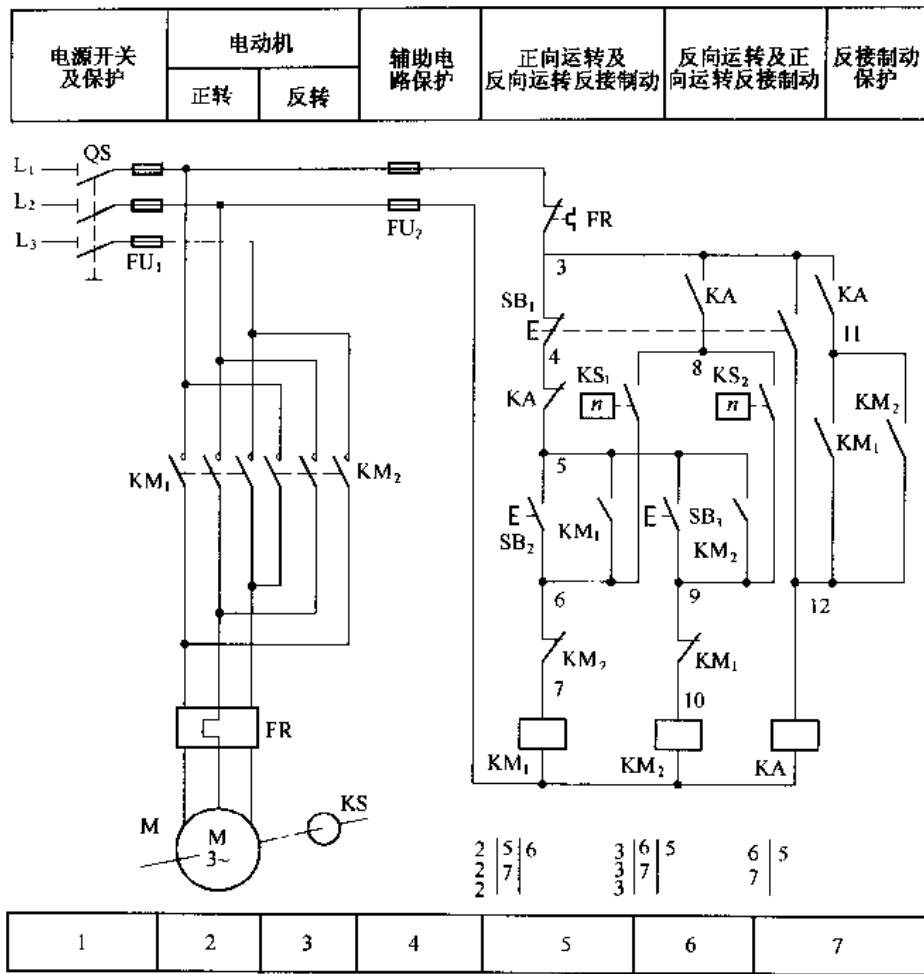 电源开关
及保护
电动机
正转
反转
辅助电
路保护
正向运转及
反向运转反接制动
反向运转及正
向运转反接制动
反接制动
保护
L₁
QS
L₂
L₃
FU₁
FU₂
FR
3
SB₁
KA
KA
11
4
8
KS₁
KS₂
KA
n
n
KM₂
KM₁
5
KM₁
KM₂
SB₂
KM₁
SB₃
KM₂
6
9
12
KM₂
KM₁
7
10
FR
KM₁
KM₂
KA
M
M
3~
KS
2 5 6
2 7
2
3 6 5
3 7
3
6 5
7
1 2 3 4 5 6 7